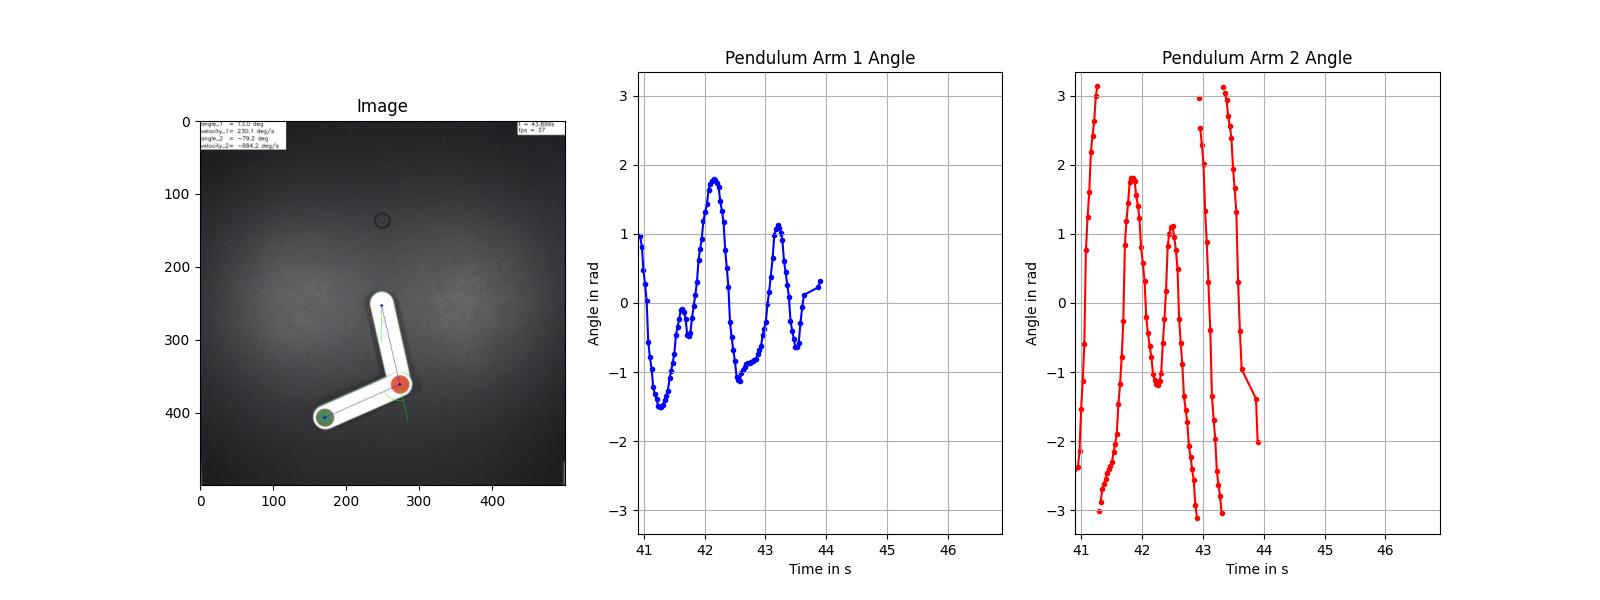 Image
angle_1 = 13.0 deg
velocity_1= 230.1 deg/s
angle_2 = -79.2 deg
velocity_2= -884.2 deg/s
t = 43.899s
fps = 37
0
100
200
300
400
0 100 200 300 400
Pendulum Arm 1 Angle
Angle in rad
3
2
1
0
−1
−2
−3
41 42 43 44 45 46
Time in s
Pendulum Arm 2 Angle
Angle in rad
3
2
1
0
−1
−2
−3
41 42 43 44 45 46
Time in s